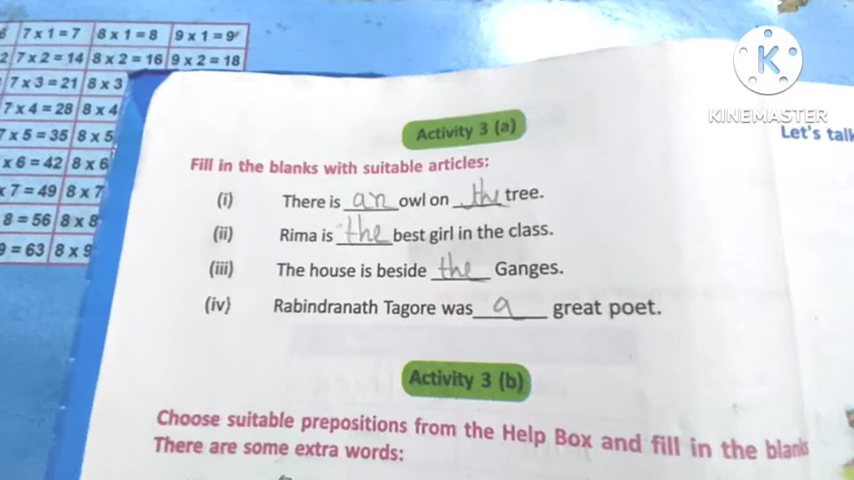 6 7 x 1 = 7 8 x 1 = 8 9 x 1 = 9
2 7 x 2 = 14 8 x 2 = 16 9 x 2 = 18
7 x 3 = 21 8 x 3
7 x 4 = 28 8 x 4
7 x 5 = 35 8 x 5
x 6 = 42 8 x 6
x 7 = 49 8 x 7
8 = 56 8 x 8
9 = 63 8 x 9
K
KINEMASTER
Let's talk
Activity 3 (a)
Fill in the blanks with suitable articles:
(i) There is an owl on the tree.
(ii) Rima is the best girl in the class.
(iii) The house is beside the Ganges.
(iv) Rabindranath Tagore was a great poet.
Activity 3 (b)
Choose suitable prepositions from the Help Box and fill in the blanks
There are some extra words: